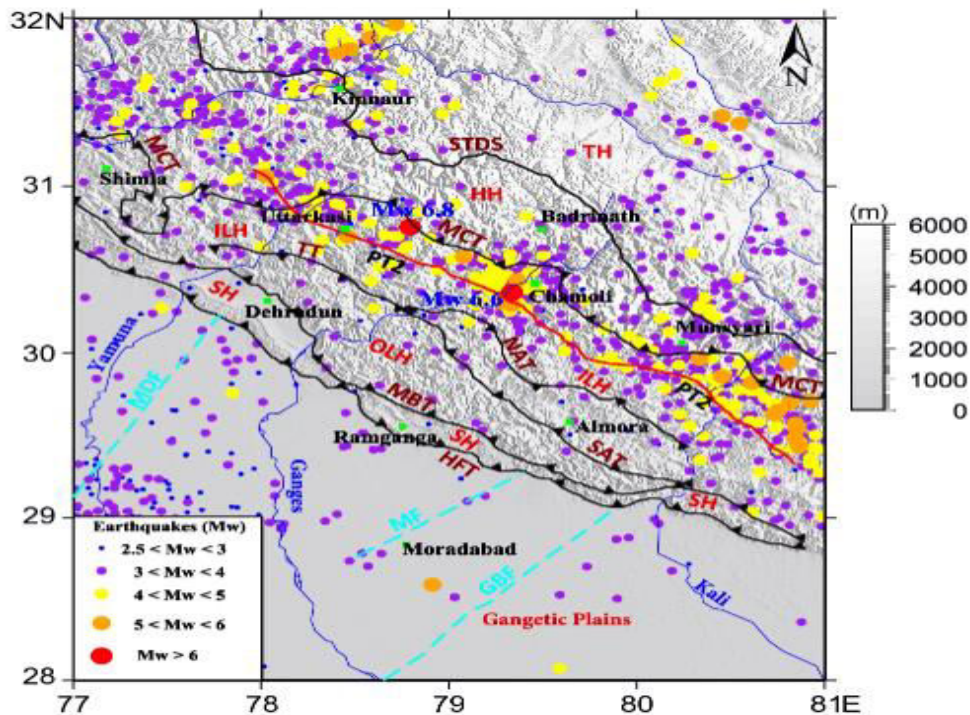 32N
N
Kinnaur
MCT
STDS
TH
Shimla
31
HH
Uttarkasi
Mw 6.8
Badrinath
ILH
TT
MCT
PTZ
(m)
6000
5000
4000
3000
2000
1000
0
SH
Mw 6.6
Chamoli
Dehradun
Munsyari
30
Yamuna
MDF
OLH
NAT
ILH
MCT
PTZ
MBT
Ramganga
SH
Almora
HFT
SAT
Ganges
SH
29
MF
Moradabad
GBF
Kali
Gangetic Plains
Earthquakes (Mw)
2.5 < Mw < 3
3 < Mw < 4
4 < Mw < 5
5 < Mw < 6
Mw > 6
28
77
78
79
80
81E